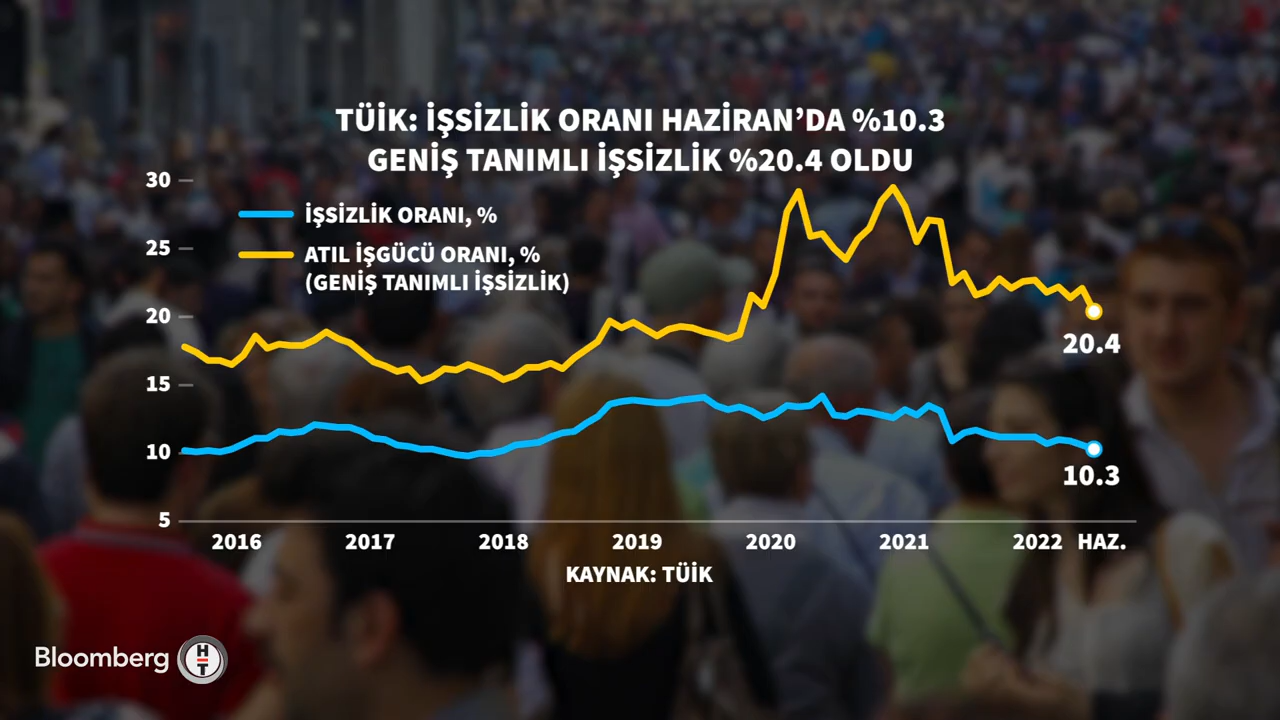 TÜİK: İŞSİZLİK ORANI HAZİRAN'DA %10.3
GENİŞ TANIMLI İŞSİZLİK %20.4 OLDU
İŞSİZLİK ORANI, %
ATIL İŞGÜCÜ ORANI, %
(GENİŞ TANIMLI İŞSİZLİK)
30
25
20
15
10
5
20.4
10.3
2016 2017 2018 2019 2020 2021 2022 HAZ.
KAYNAK: TÜİK
Bloomberg HT